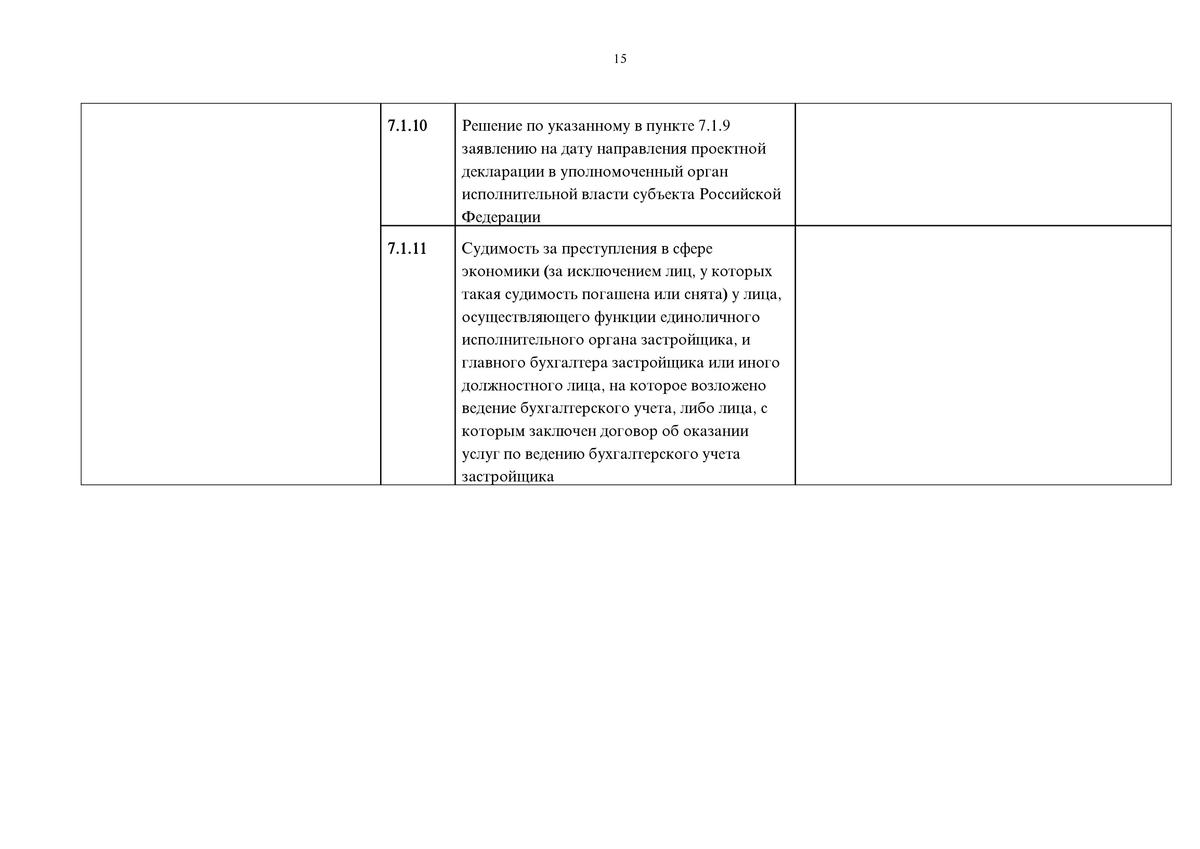 15
7.1.10
Решение по указанному в пункте 7.1.9
заявлению на дату направления проектной
декларации в уполномоченный орган
исполнительной власти субъекта Российской
Федерации
7.1.11
Судимость за преступления в сфере
экономики (за исключением лиц, у которых
такая судимость погашена или снята) у лица,
осуществляющего функции единоличного
исполнительного органа застройщика, и
главного бухгалтера застройщика или иного
должностного лица, на которое возложено
ведение бухгалтерского учета, либо лица, с
которым заключен договор об оказании
услуг по ведению бухгалтерского учета
застройщика